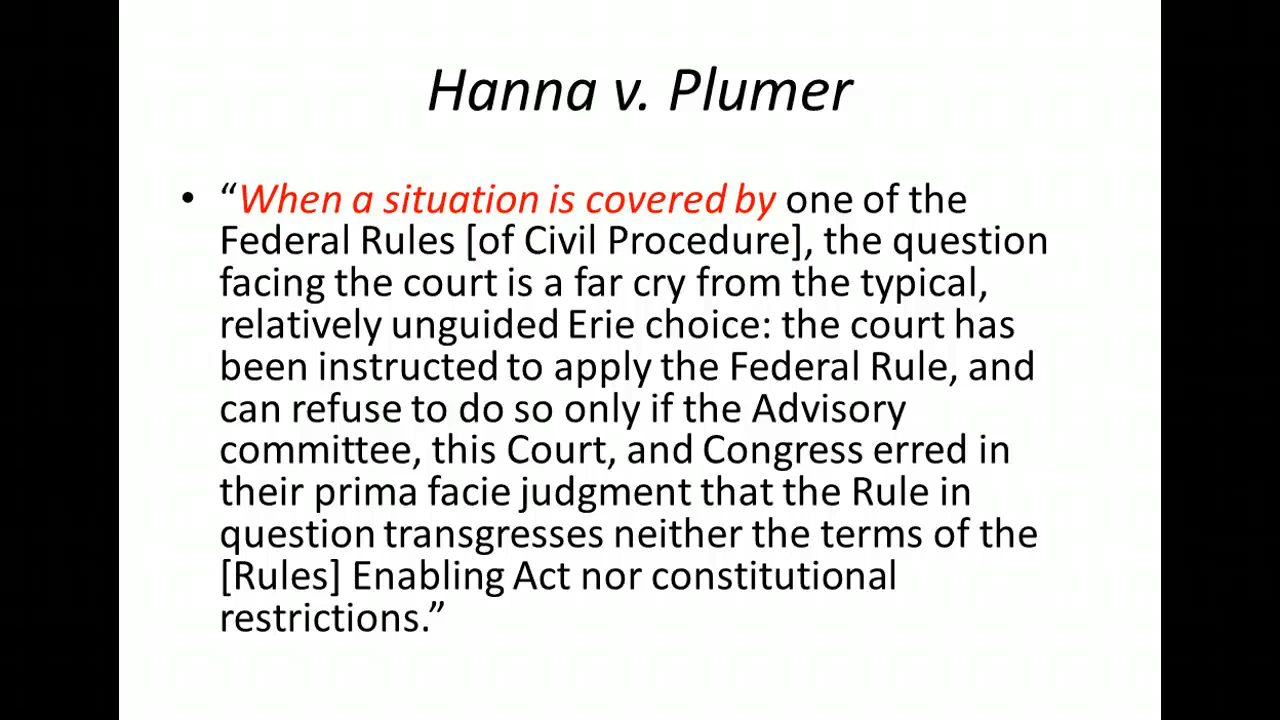 Hanna v. Plumer
• “When a situation is covered by one of the
Federal Rules [of Civil Procedure], the question
facing the court is a far cry from the typical,
relatively unguided Erie choice: the court has
been instructed to apply the Federal Rule, and
can refuse to do so only if the Advisory
committee, this Court, and Congress erred in
their prima facie judgment that the Rule in
question transgresses neither the terms of the
[Rules] Enabling Act nor constitutional
restrictions.”